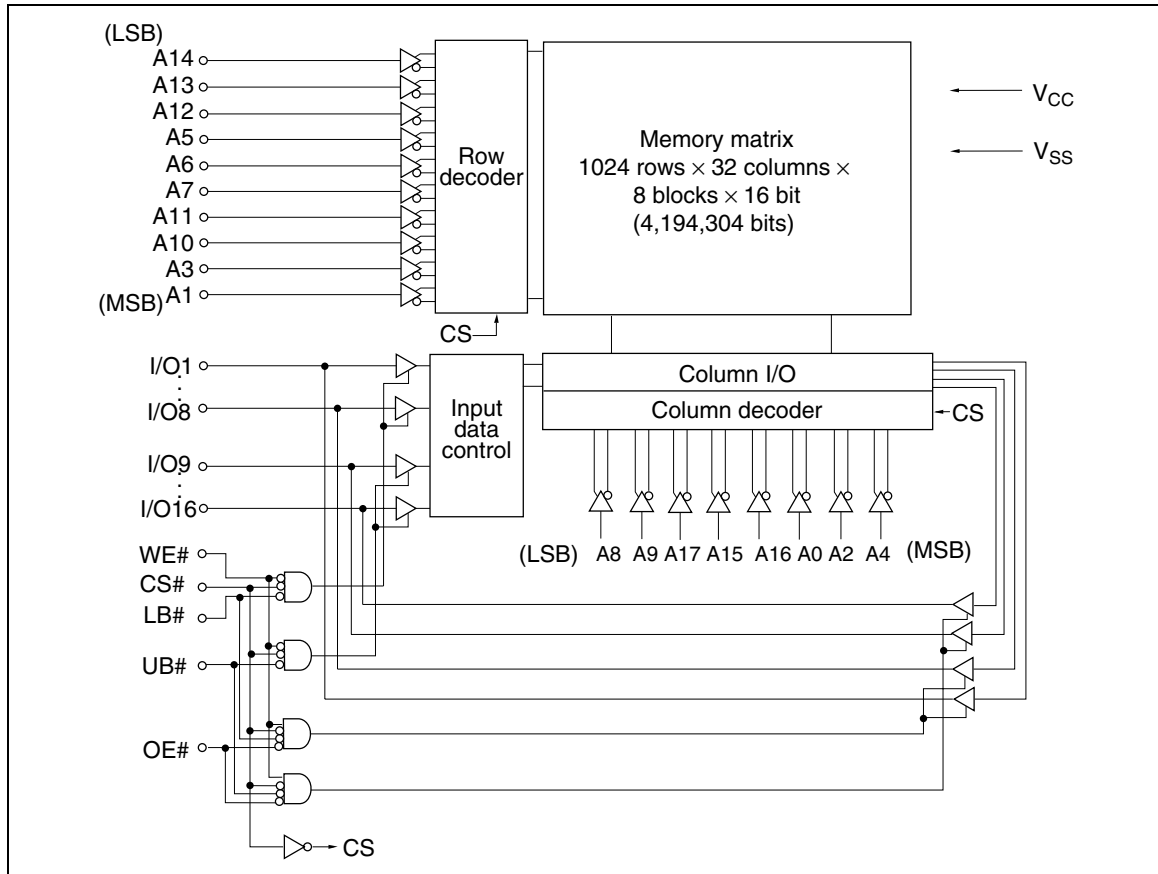 (LSB)
A14
A13
A12
A5
A6
A7
A11
A10
A3
(MSB) A1
Row
decoder
CS
Memory matrix
1024 rows × 32 columns ×
8 blocks × 16 bit
(4,194,304 bits)
VCC
VSS
I/O1
I/O8
I/O9
I/O16
Input
data
control
Column I/O
Column decoder
CS
(LSB) A8 A9 A17 A15 A16 A0 A2 A4 (MSB)
WE#
CS#
LB#
UB#
OE#
CS